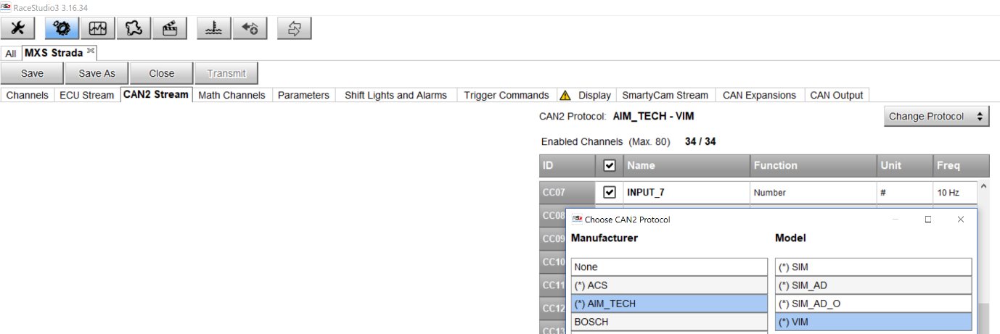 RS3 RaceStudio3 3.16.34
All MXS Strada
Save Save As Close Transmit
Channels ECU Stream CAN2 Stream Math Channels Parameters Shift Lights and Alarms Trigger Commands Display SmartyCam Stream CAN Expansions CAN Output
CAN2 Protocol: AIM_TECH - VIM Change Protocol
Enabled Channels (Max. 80) 34 / 34
ID Name Function Unit Freq
CC07 INPUT_7 Number # 10 Hz
CC08
RS3 Choose CAN2 Protocol
CC09 Manufacturer Model
CC10 None (*) SIM
CC11 (*) ACS (*) SIM_AD
CC12 (*) AIM_TECH (*) SIM_AD_O
CC13 BOSCH (*) VIM